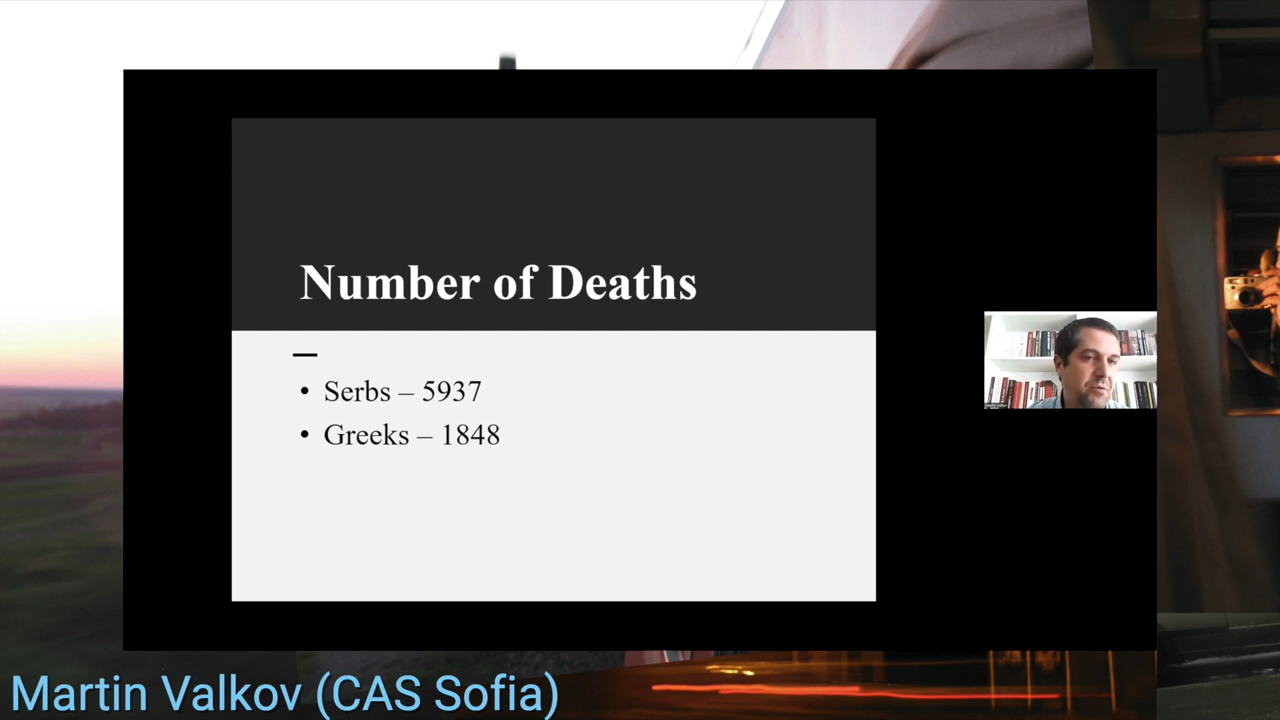 Number of Deaths
• Serbs – 5937
• Greeks – 1848
Martin Valkov (CAS Sofia)